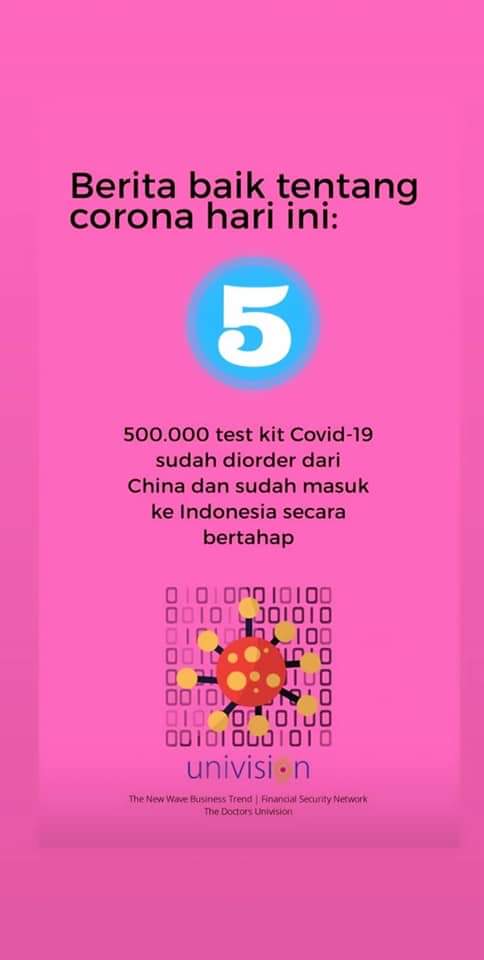 Berita baik tentang
corona hari ini:
5
500.000 test kit Covid-19
sudah diorder dari
China dan sudah masuk
ke Indonesia secara
bertahap
univision
The New Wave Business Trend | Financial Security Network
The Doctors Univision